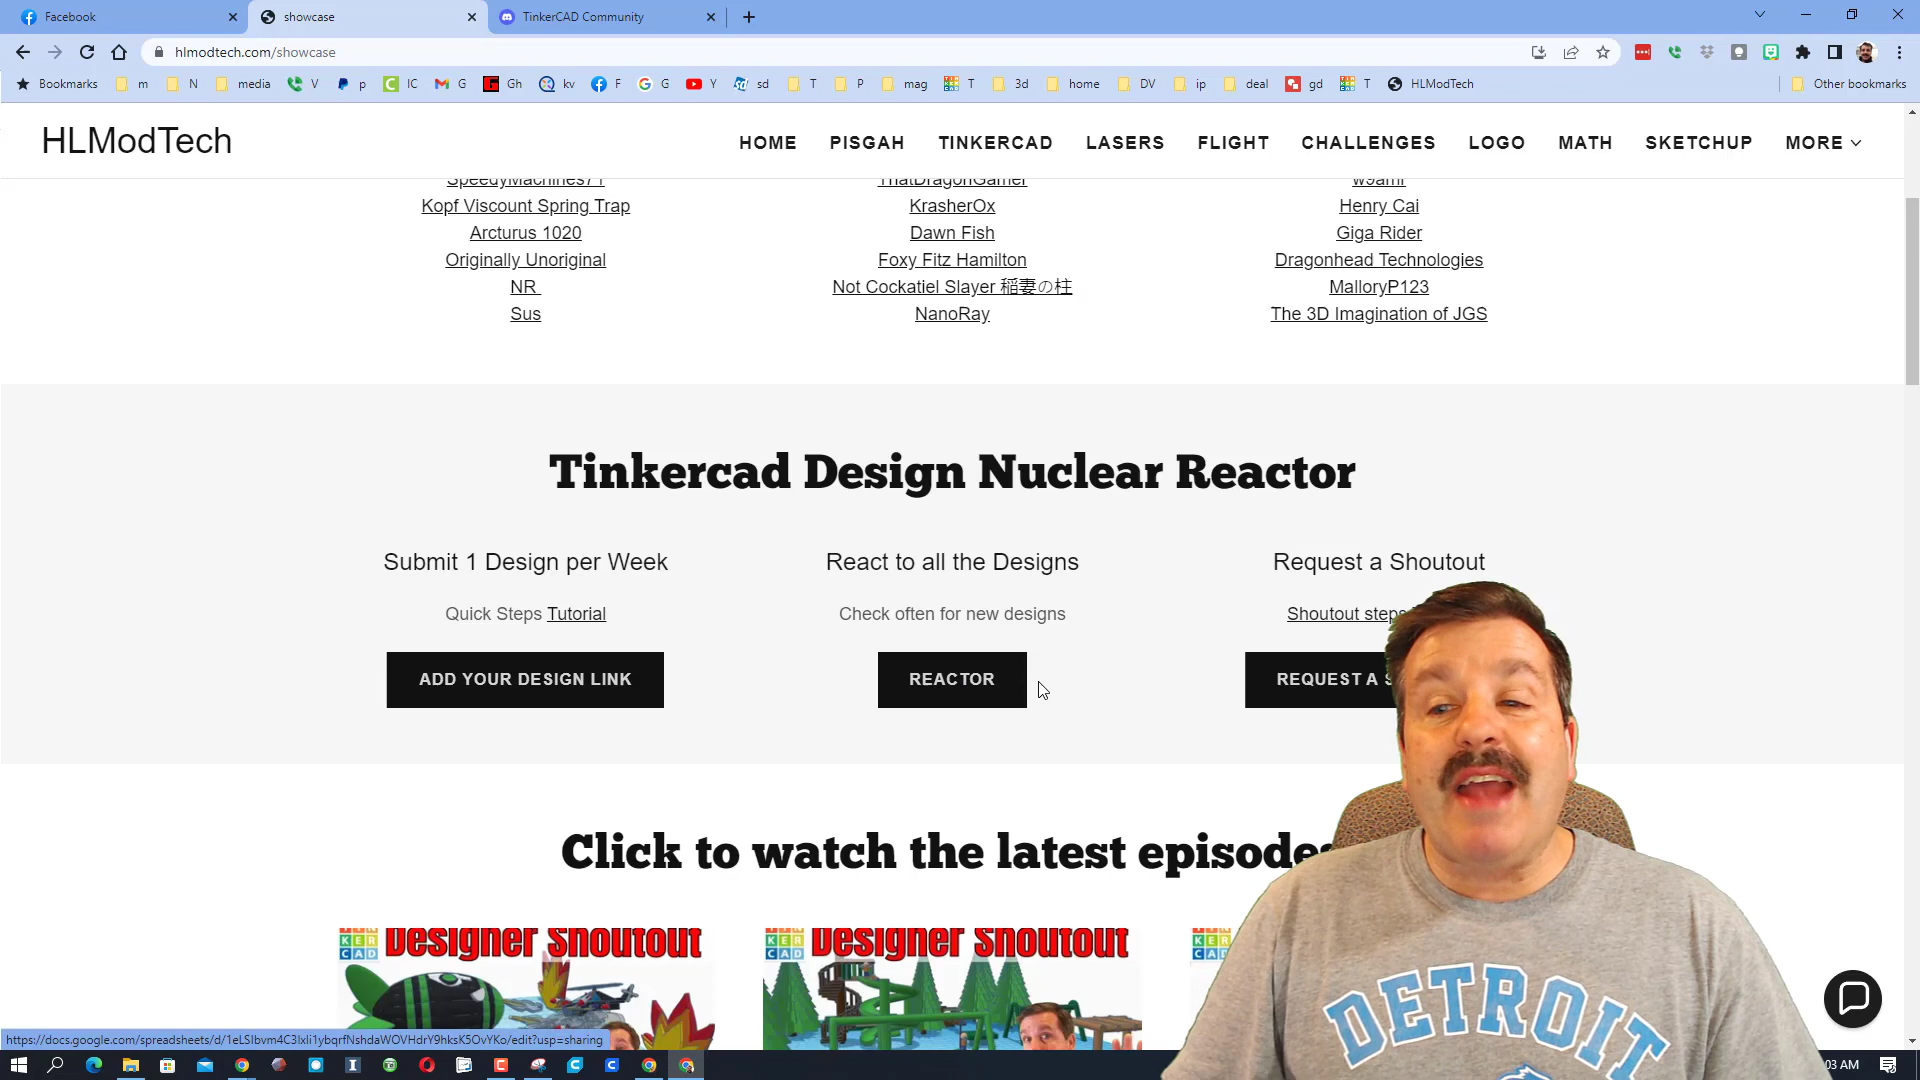 Facebook
showcase
TinkerCAD Community
hlmodtech.com/showcase
Bookmarks m N media V p IC G Gh kv F G Y sd T P mag T 3d home DV ip deal gd T HLModTech Other bookmarks
HLModTech
HOME PISGAH TINKERCAD LASERS FLIGHT CHALLENGES LOGO MATH SKETCHUP MORE
SpeedyMachines71 ThatDragonGamer w9amr
Kopf Viscount Spring Trap KrasherOx Henry Cai
Arcturus 1020 Dawn Fish Giga Rider
Originally Unoriginal Foxy Fitz Hamilton Dragonhead Technologies
NR Not Cockatiel Slayer 稲妻の柱 MalloryP123
Sus NanoRay The 3D Imagination of JGS
Tinkercad Design Nuclear Reactor
Submit 1 Design per Week React to all the Designs Request a Shoutout
Quick Steps Tutorial Check often for new designs Shoutout steps
ADD YOUR DESIGN LINK REACTOR REQUEST A S
Click to watch the latest episodes
KER CAD Designer Shoutout KER CAD Designer Shoutout
DETROIT
https://docs.google.com/spreadsheets/d/1eLSIbvm4C3lxli1ybqrfNshdaWOVHdrY9hksK5OvYKo/edit?usp=sharing
03 AM